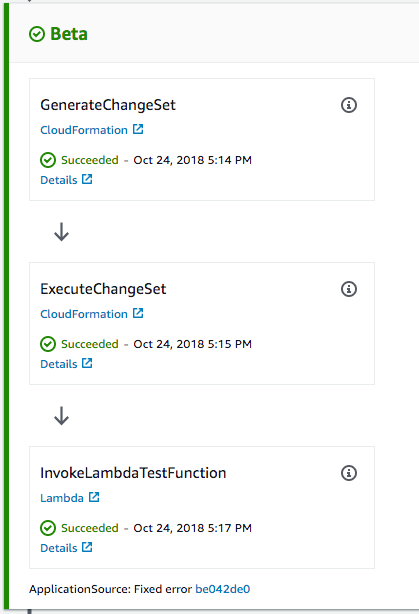 Beta
GenerateChangeSet
CloudFormation
Succeeded - Oct 24, 2018 5:14 PM
Details
ExecuteChangeSet
CloudFormation
Succeeded - Oct 24, 2018 5:15 PM
Details
InvokeLambdaTestFunction
Lambda
Succeeded - Oct 24, 2018 5:17 PM
Details
ApplicationSource: Fixed error be042de0